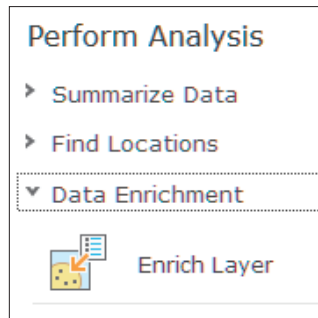 Perform Analysis
Summarize Data
Find Locations
Data Enrichment
Enrich Layer